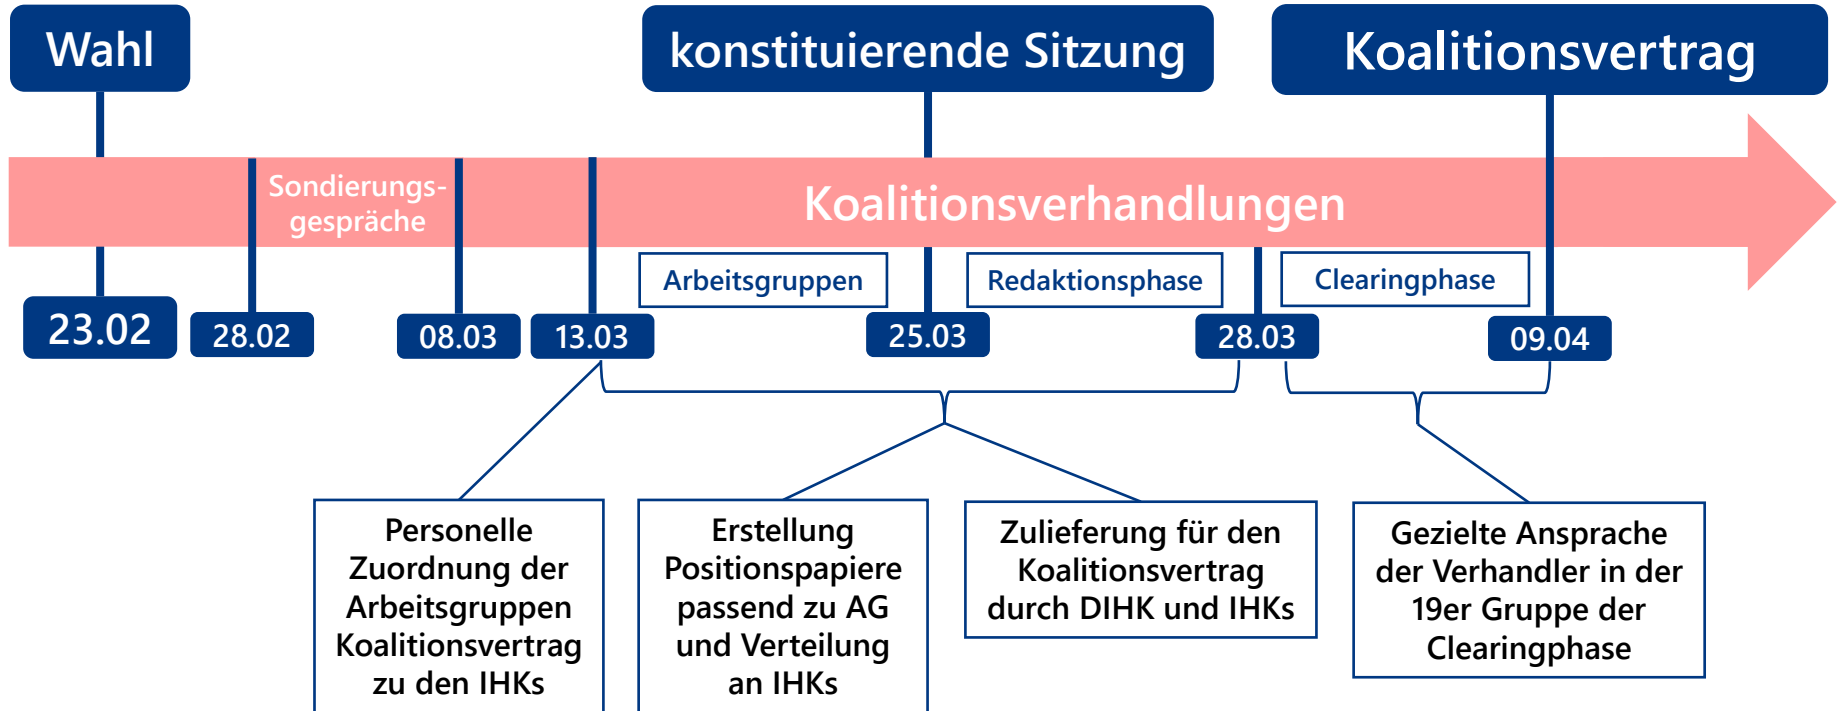 Wahl
konstituierende Sitzung
Koalitionsvertrag
Sondierungs-
gespräche
Koalitionsverhandlungen
Arbeitsgruppen
Redaktionsphase
Clearingphase
23.02
28.02
08.03
13.03
25.03
28.03
09.04
Personelle
Zuordnung der
Arbeitsgruppen
Koalitionsvertrag
zu den IHKs
Erstellung
Positionspapiere
passend zu AG
und Verteilung
an IHKs
Zulieferung für den
Koalitionsvertrag
durch DIHK und IHKs
Gezielte Ansprache
der Verhandler in der
19er Gruppe der
Clearingphase